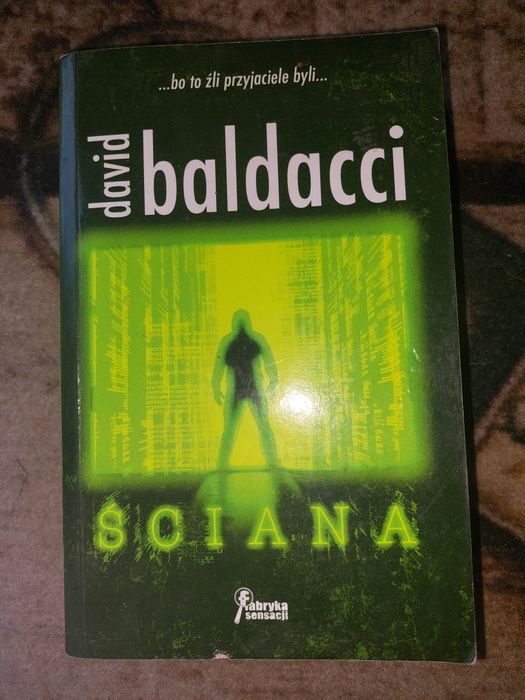 ...bo to źli przyjaciele byli...
david
baldacci
ŚCIANA
fabryka
sensacji